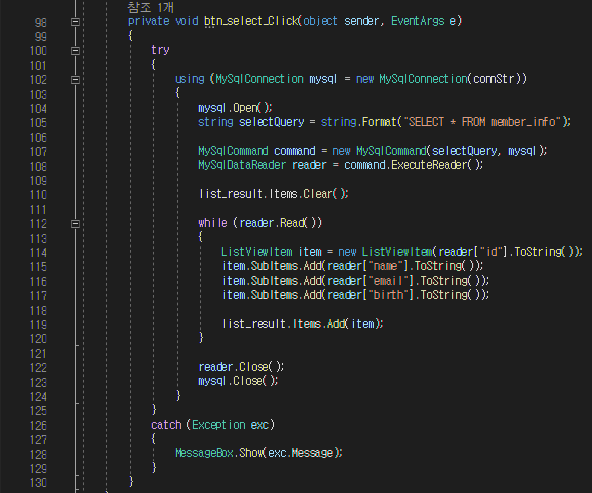 참조 1개
98 private void btn_select_Click(object sender, EventArgs e)
99 {
100 try
101 {
102 using (MySqlConnection mysql = new MySqlConnection(connStr))
103 {
104 mysql.Open();
105 string selectQuery = string.Format("SELECT * FROM member_info");
106
107 MySqlCommand command = new MySqlCommand(selectQuery, mysql);
108 MySqlDataReader reader = command.ExecuteReader();
109
110 list_result.Items.Clear();
111
112 while (reader.Read())
113 {
114 ListViewItem item = new ListViewItem(reader["id"].ToString());
115 item.SubItems.Add(reader["name"].ToString());
116 item.SubItems.Add(reader["email"].ToString());
117 item.SubItems.Add(reader["birth"].ToString());
118
119 list_result.Items.Add(item);
120 }
121
122 reader.Close();
123 mysql.Close();
124 }
125 }
126 catch (Exception exc)
127 {
128 MessageBox.Show(exc.Message);
129 }
130 }